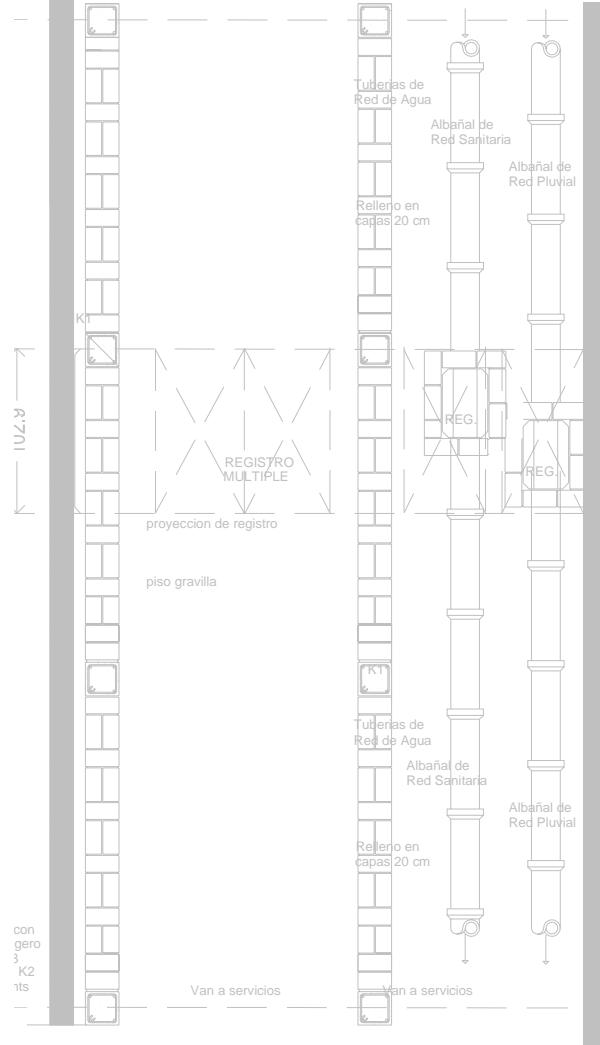 Tuberias de
Red de Agua
Albañal de
Red Sanitaria
Albañal de
Red Pluvial
Relleno en
capas 20 cm
K1
REG.
REGISTRO
MULTIPLE
REG.
proyeccion de registro
piso gravilla
K1
Tuberias de
Red de Agua
Albañal de
Red Sanitaria
Albañal de
Red Pluvial
Relleno en
capas 20 cm
con
gero
K2
nts
Van a servicios
Van a servicios